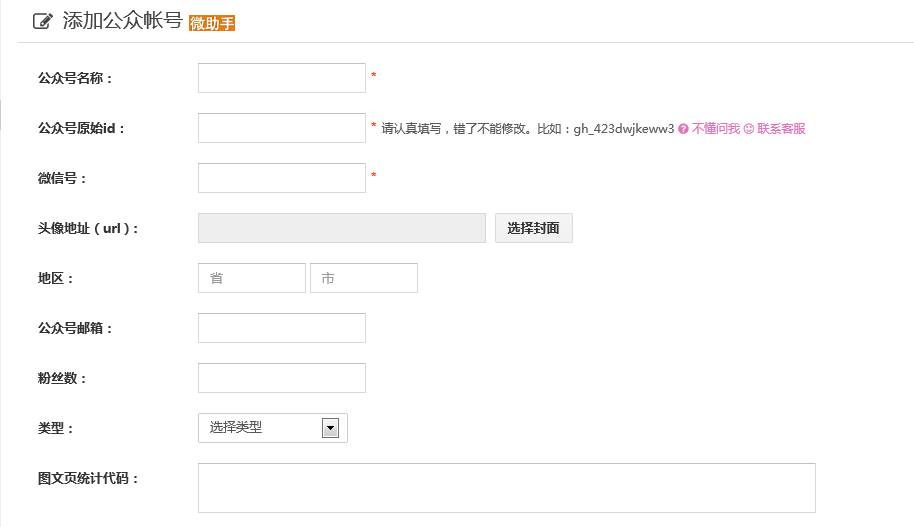 添加公众帐号 微助手
公众号名称： *
公众号原始id： * 请认真填写，错了不能修改。比如：gh_423dwjkeww3 不懂问我 联系客服
微信号： *
头像地址（url）： 选择封面
地区： 省 市
公众号邮箱：
粉丝数：
类型： 选择类型
图文页统计代码：